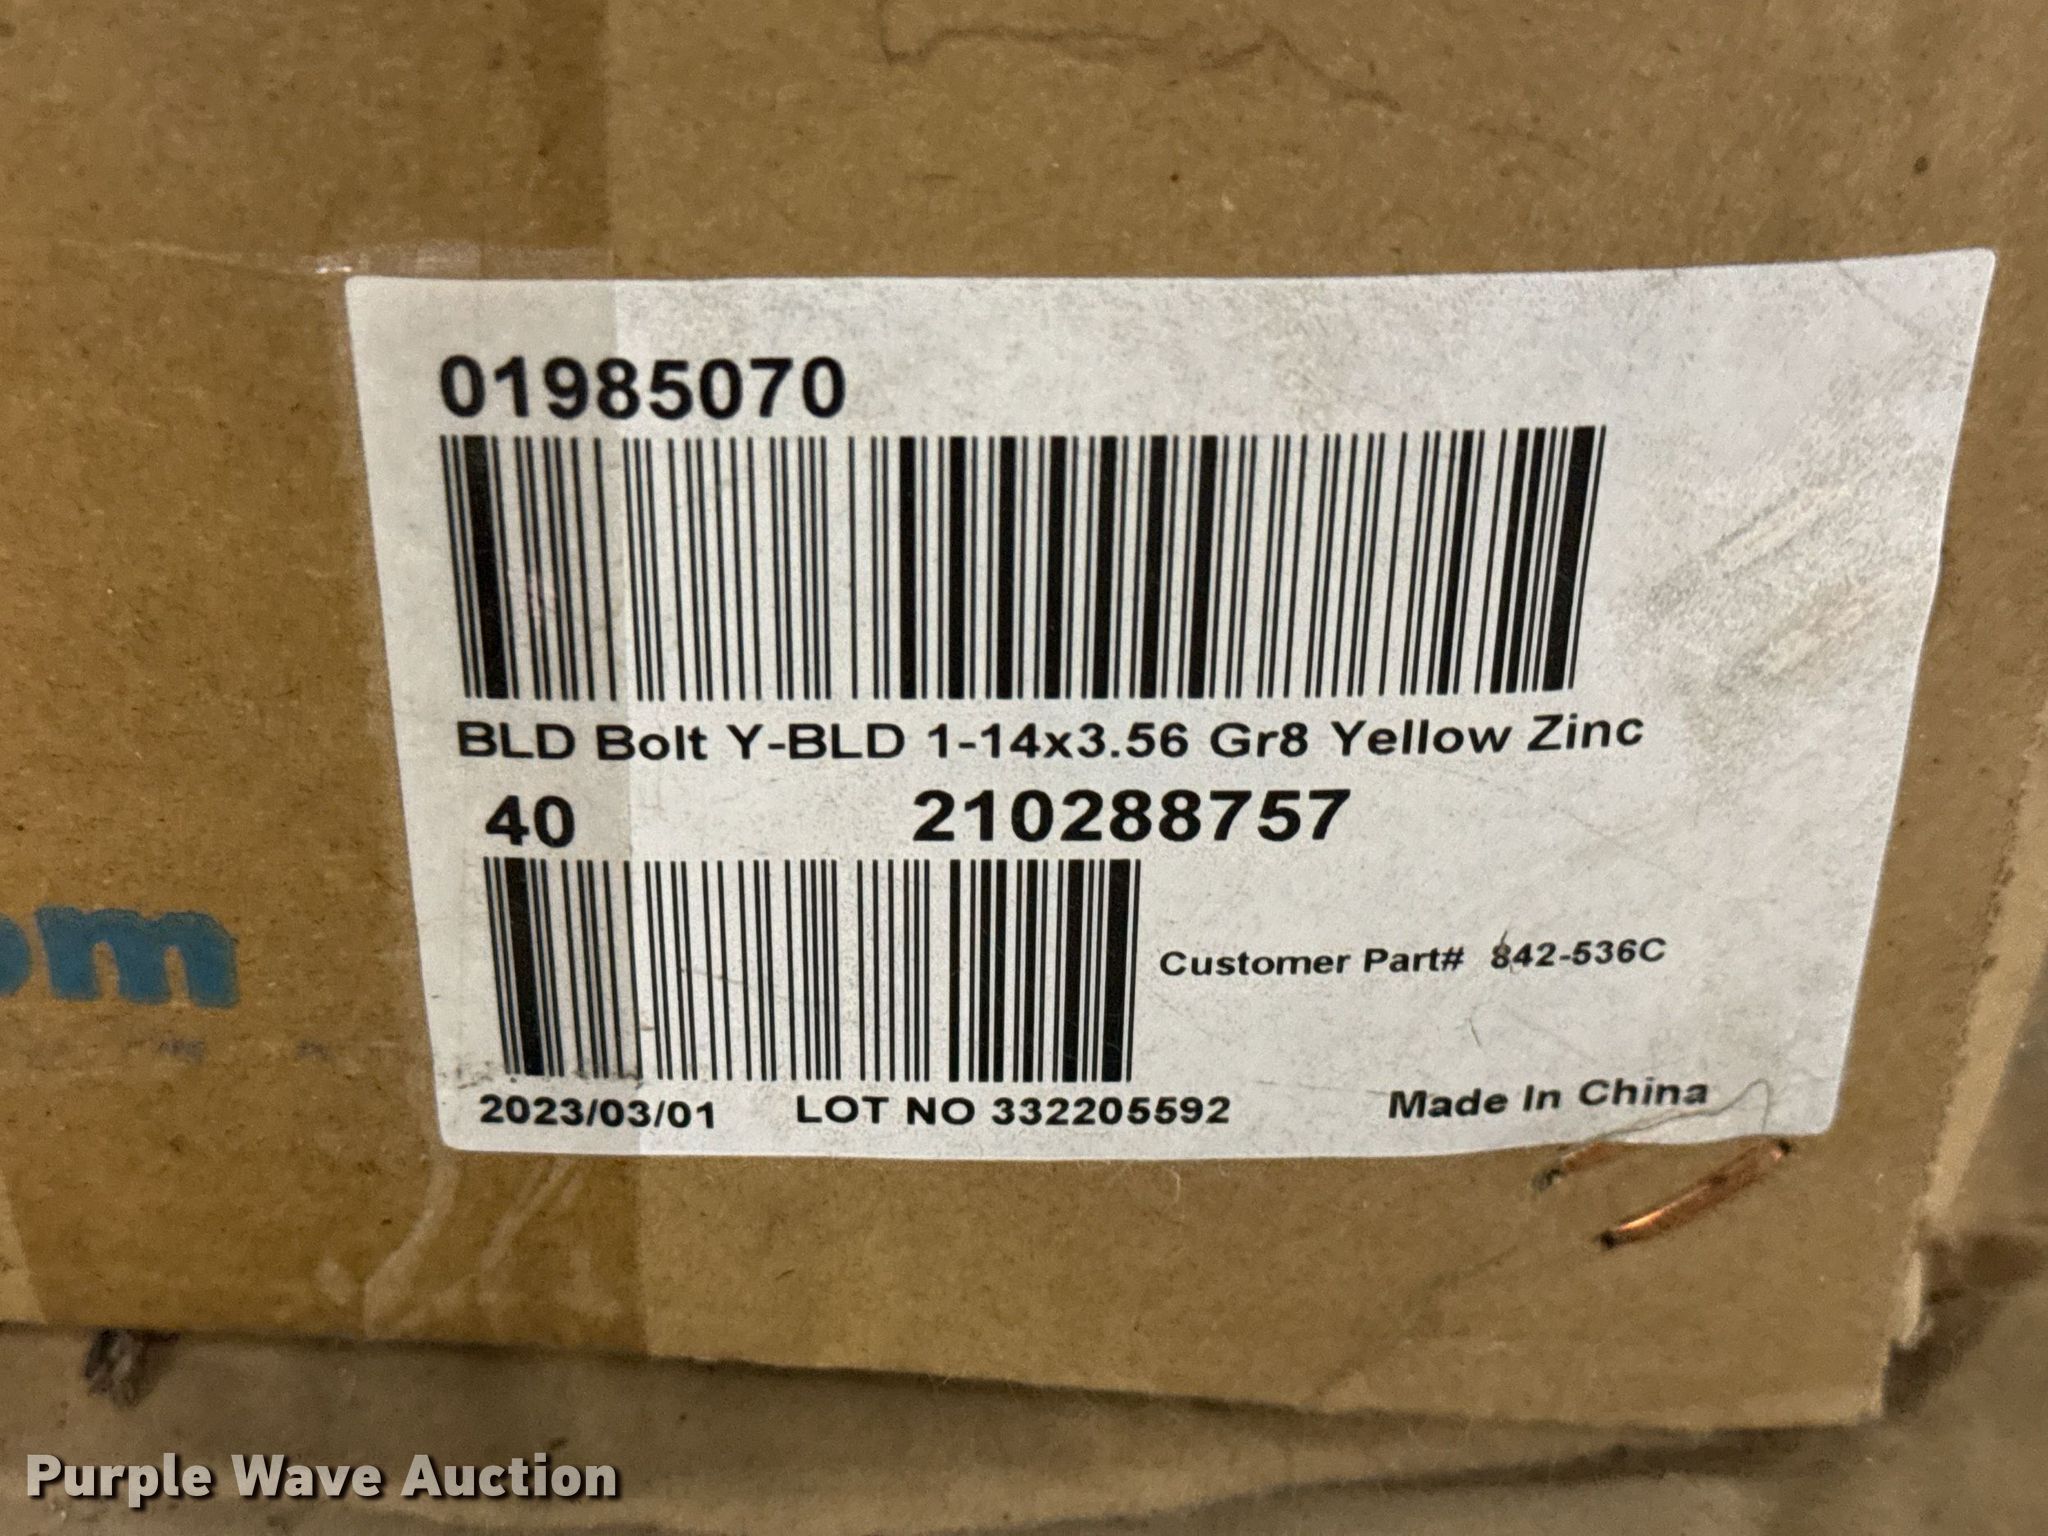 01985070
BLD Bolt Y-BLD 1-14x3.56 Gr8 Yellow Zinc
40 210288757
Customer Part# 842-536C
2023/03/01 LOT NO 332205592 Made In China
om
Purple Wave Auction